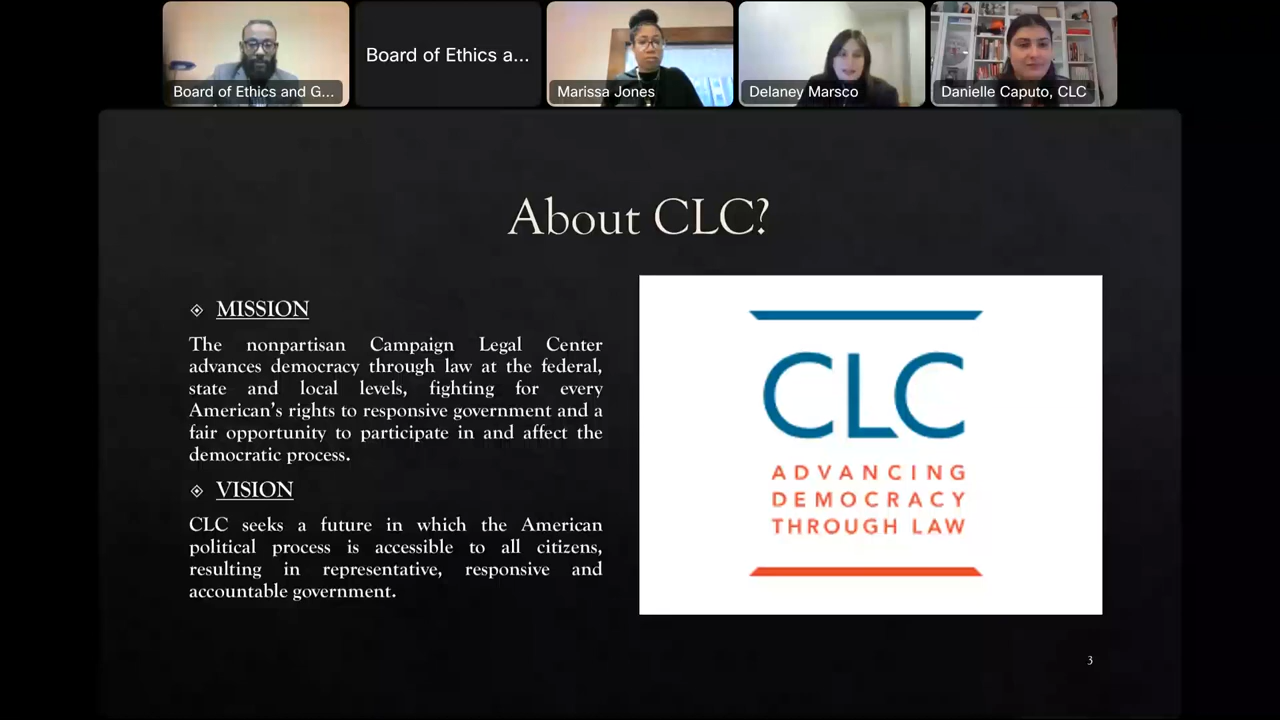 Board of Ethics a...
Board of Ethics and G...
Marissa Jones
Delaney Marsco
Danielle Caputo, CLC
About CLC?
MISSION
The nonpartisan Campaign Legal Center
advances democracy through law at the federal,
state and local levels, fighting for every
American's rights to responsive government and a
fair opportunity to participate in and affect the
democratic process.
VISION
CLC seeks a future in which the American
political process is accessible to all citizens,
resulting in representative, responsive and
accountable government.
CLC
ADVANCING
DEMOCRACY
THROUGH LAW
3